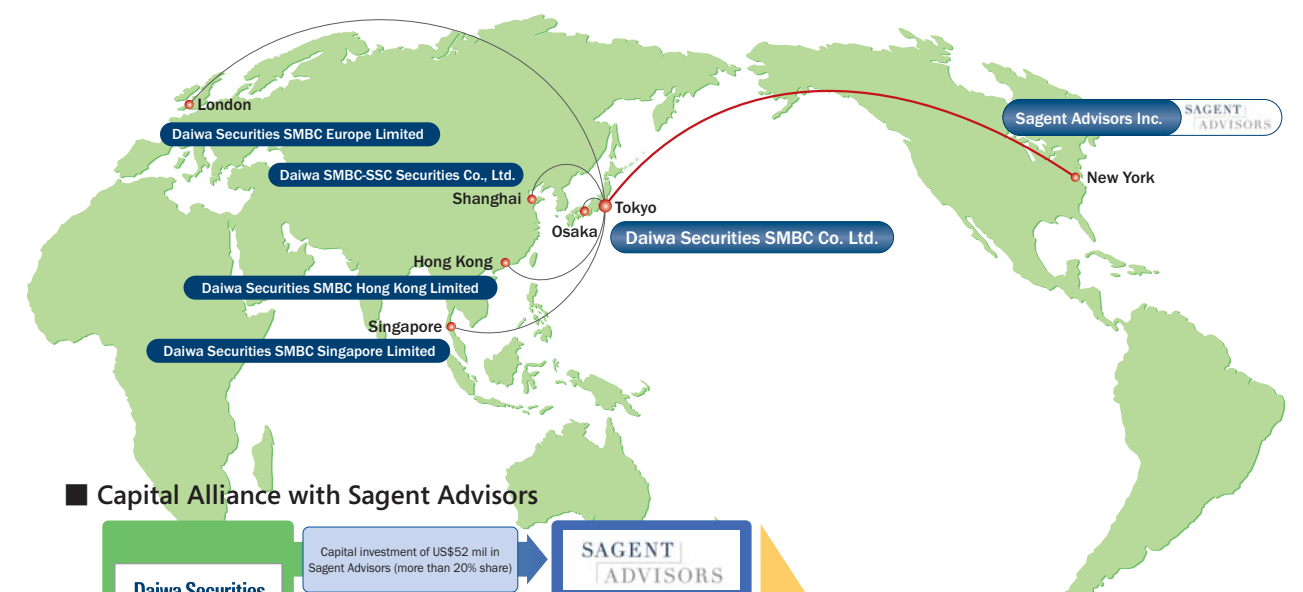 London
Daiwa Securities SMBC Europe Limited
Sagent Advisors Inc.
SAGENT
ADVISORS
Daiwa SMBC-SSC Securities Co., Ltd.
New York
Shanghai
Tokyo
Osaka
Daiwa Securities SMBC Co. Ltd.
Hong Kong
Daiwa Securities SMBC Hong Kong Limited
Singapore
Daiwa Securities SMBC Singapore Limited
■ Capital Alliance with Sagent Advisors
Capital investment of US$52 mil in
Sagent Advisors (more than 20% share)
SAGENT
ADVISORS
Daiwa Securities